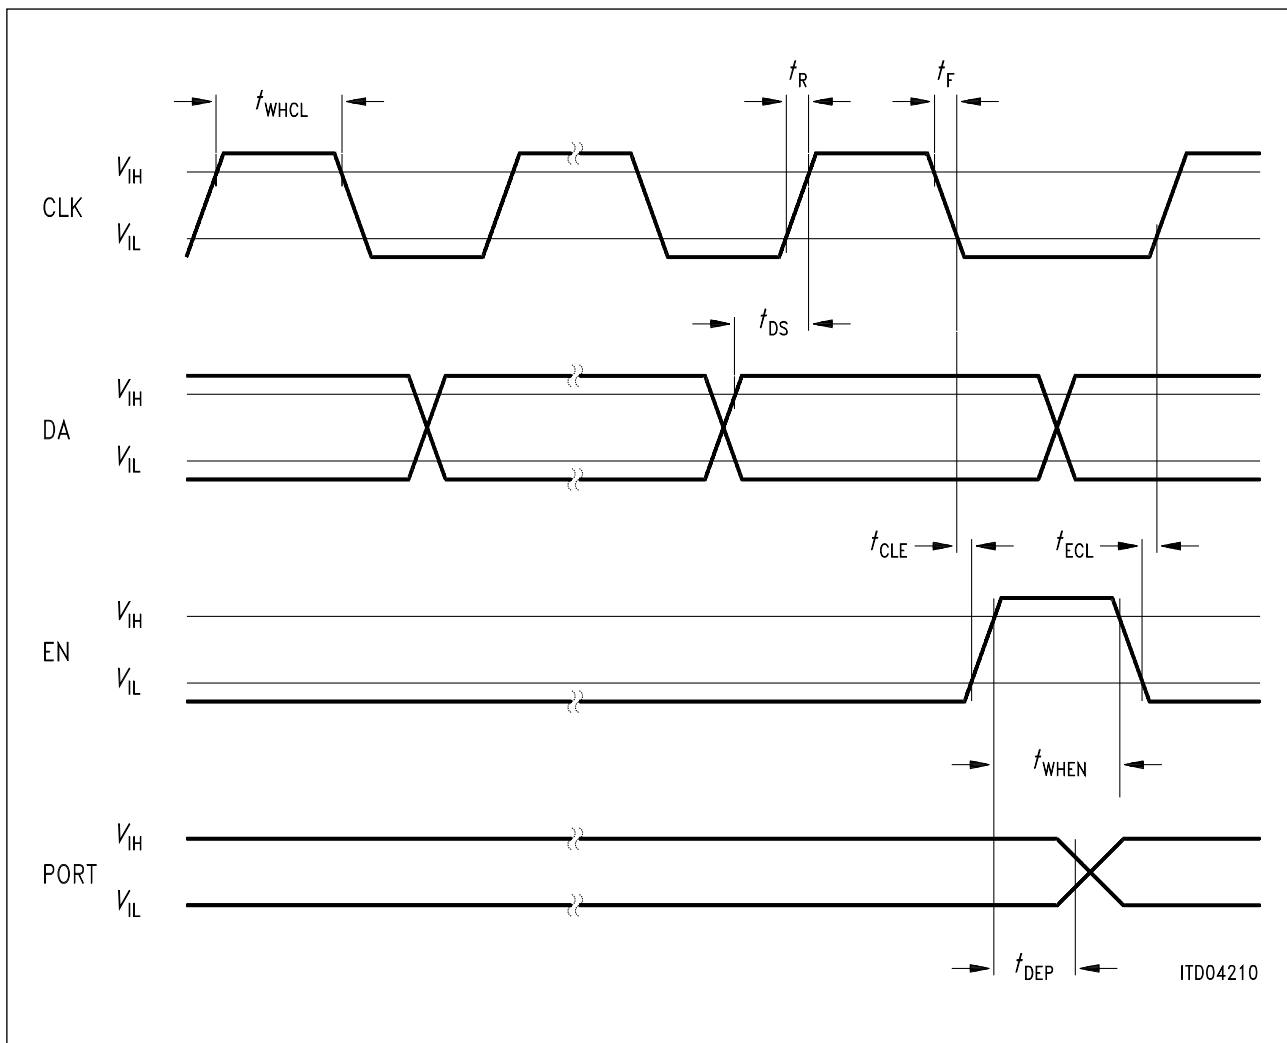 tR tF
tWHCL
VIH
CLK
VIL
tDS
VIH
DA
VIL
tCLE tECL
VIH
EN
VIL
tWHEN
VIH
PORT
VIL
tDEP
ITD04210